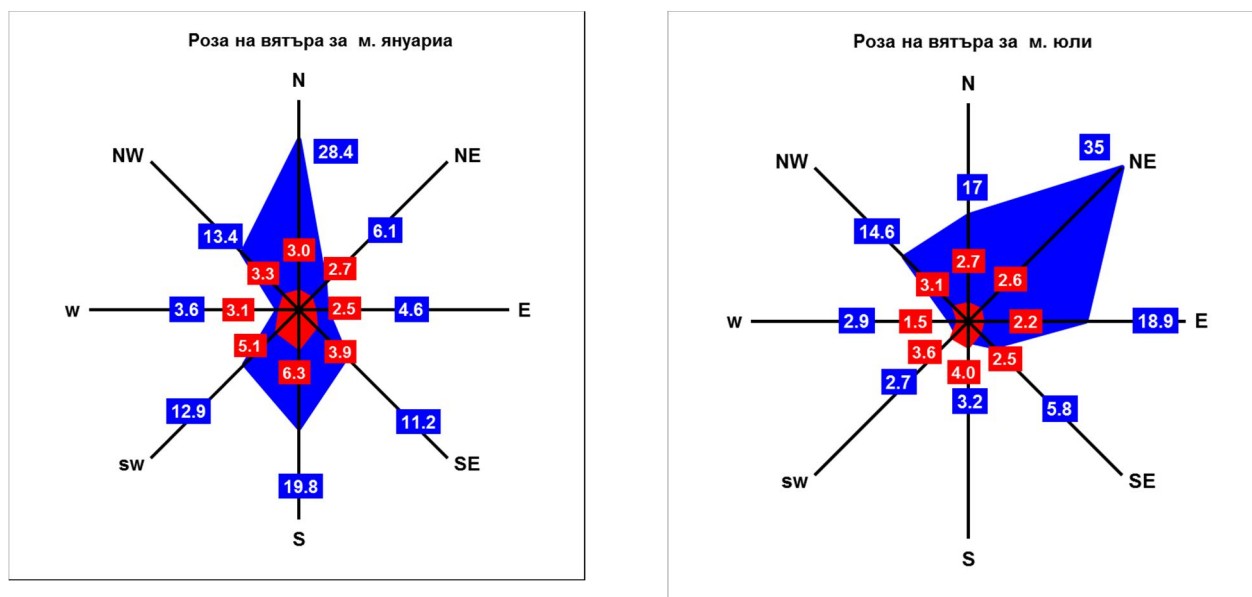 Роза на вятъра за м. януариа
N
28.4
NW
NE
13.4
6.1
3.0
3.3
2.7
w
3.6
3.1
2.5
4.6
E
5.1
3.9
6.3
12.9
11.2
sw
SE
19.8
S
Роза на вятъра за м. юли
N
35
NW
NE
17
14.6
2.7
3.1
2.6
w
2.9
1.5
2.2
18.9
E
3.6
2.5
4.0
2.7
3.2
5.8
sw
SE
S